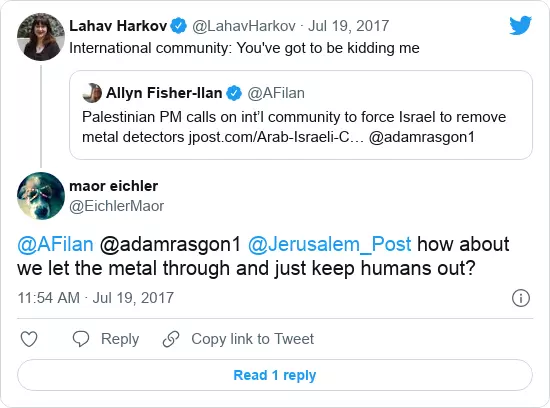 Lahav Harkov @LahavHarkov · Jul 19, 2017
International community: You've got to be kidding me
Allyn Fisher-Ilan @AFilan
Palestinian PM calls on int'l community to force Israel to remove
metal detectors jpost.com/Arab-Israeli-C… @adamrasgon1
maor eichler
@EichlerMaor
@AFilan @adamrasgon1 @Jerusalem_Post how about
we let the metal through and just keep humans out?
11:54 AM · Jul 19, 2017
Reply Copy link to Tweet
Read 1 reply